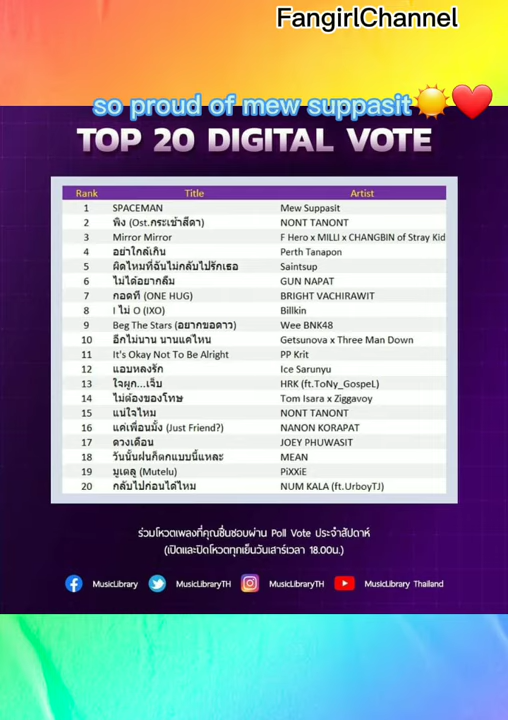 FangirlChannel
so proud of mew suppasit☀️❤️
TOP 20 DIGITAL VOTE
Rank Title Artist
1 SPACEMAN Mew Suppasit
2 พิง (Ost.กระเช้าสีดา) NONT TANONT
3 Mirror Mirror F Hero x MILLI x CHANGBIN of Stray Kid
4 อย่าใกล้เกิน Perth Tanapon
5 ผิดไหมที่ฉันไม่กลับไปรักเธอ Saintsup
6 ไม่ได้อยากลืม GUN NAPAT
7 กอดที (ONE HUG) BRIGHT VACHIRAWIT
8 I ไม่ O (IXO) Billkin
9 Beg The Stars (อยากขอดาว) Wee BNK48
10 อีกไม่นาน นานแค่ไหน Getsunova x Three Man Down
11 It's Okay Not To Be Alright PP Krit
12 แอบหลงรัก Ice Sarunyu
13 ใจผูก...เจ็บ HRK (ft.ToNy_GospeL)
14 ไม่ต้องของโทษ Tom Isara x Ziggavoy
15 แน่ใจไหม NONT TANONT
16 แค่เพื่อนมั้ง (Just Friend?) NANON KORAPAT
17 ดวงเดือน JOEY PHUWASIT
18 วันนั้นฝนก็ตกแบบนี้แหละ MEAN
19 มูเตลู (Mutelu) PiXXiE
20 กลับไปก่อนได้ไหม NUM KALA (ft.UrboyTJ)
ร่วมโหวตเพลงที่คุณชื่นชอบผ่าน Poll Vote ประจำสัปดาห์
(เปิดและปิดโหวตทุกเย็นวันเสาร์เวลา 18.00น.)
MusicLibrary MusicLibraryTH MusicLibraryTH MusicLibrary Thailand